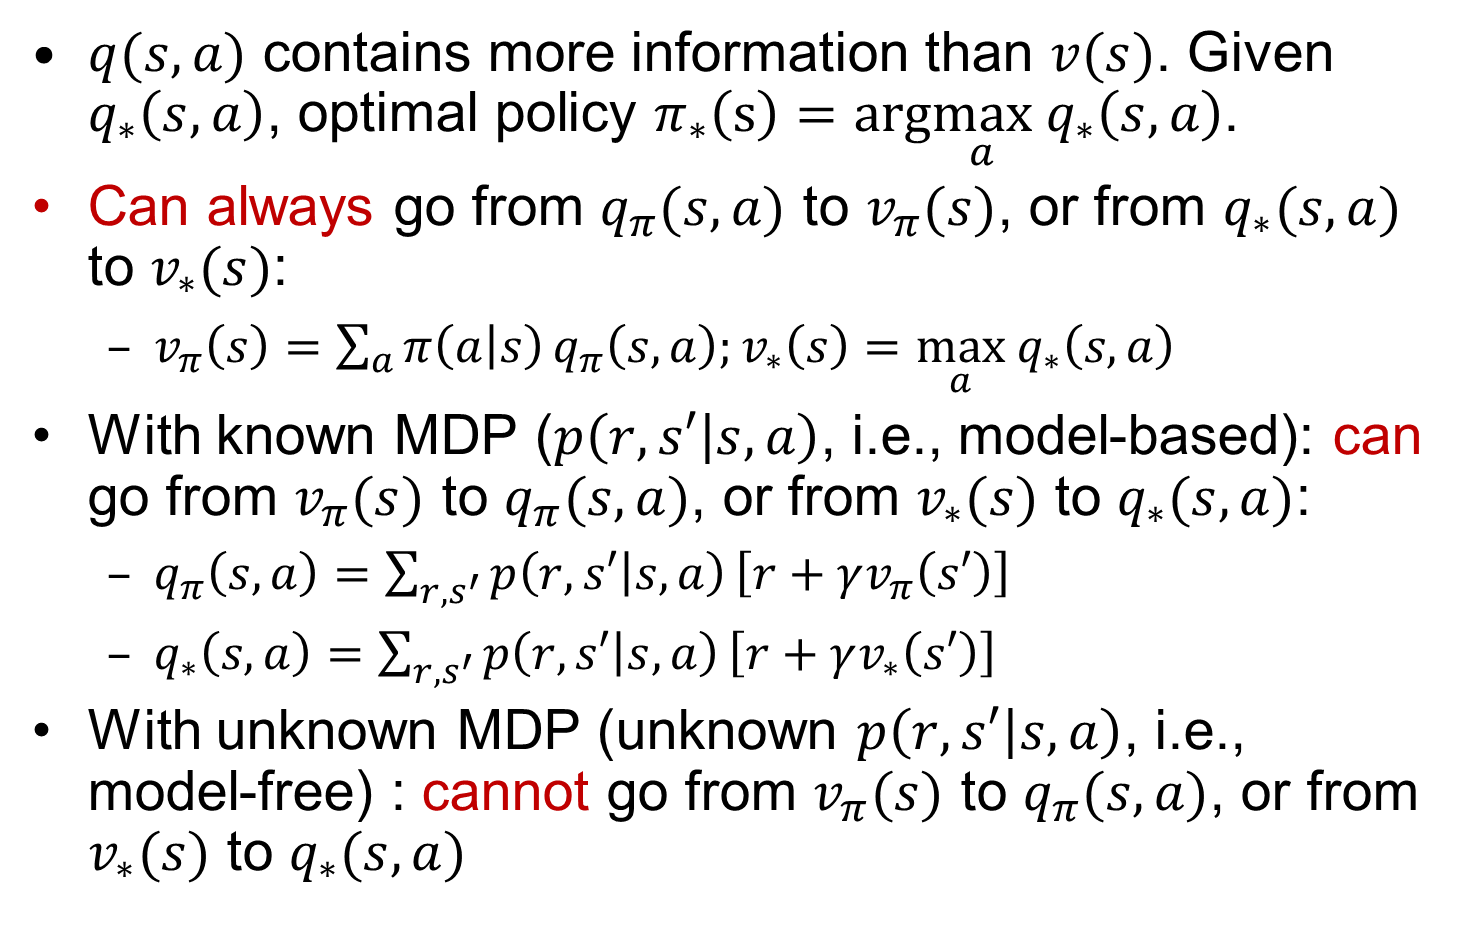 • q(s, a) contains more information than v(s). Given
q∗(s, a), optimal policy π∗(s) = argmax q∗(s, a).
a
• Can always go from qπ(s, a) to vπ(s), or from q∗(s, a)
to v∗(s):
– vπ(s) = ∑a π(a|s) qπ(s, a); v∗(s) = max q∗(s, a)
a
• With known MDP (p(r, s′|s, a), i.e., model-based): can
go from vπ(s) to qπ(s, a), or from v∗(s) to q∗(s, a):
– qπ(s, a) = ∑r,s′ p(r, s′|s, a) [r + γvπ(s′)]
– q∗(s, a) = ∑r,s′ p(r, s′|s, a) [r + γv∗(s′)]
• With unknown MDP (unknown p(r, s′|s, a), i.e.,
model-free) : cannot go from vπ(s) to qπ(s, a), or from
v∗(s) to q∗(s, a)